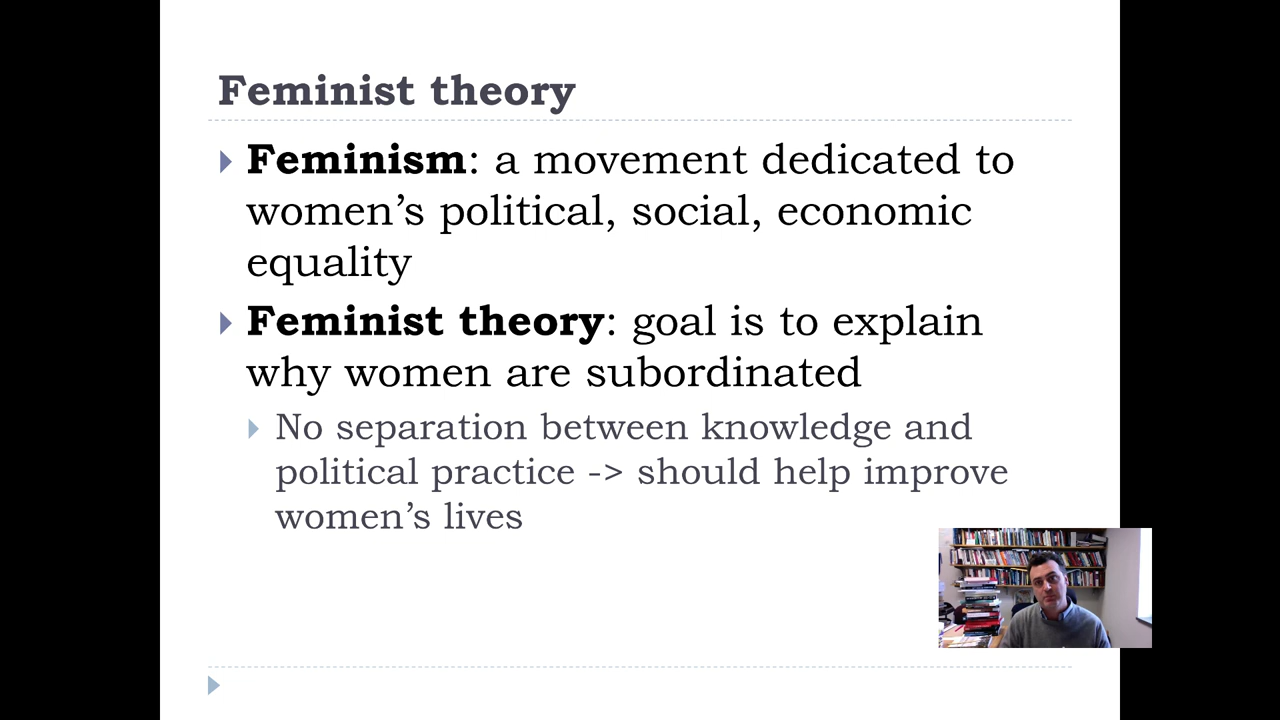 Feminist theory
Feminism: a movement dedicated to
women’s political, social, economic
equality
Feminist theory: goal is to explain
why women are subordinated
No separation between knowledge and
political practice -> should help improve
women’s lives